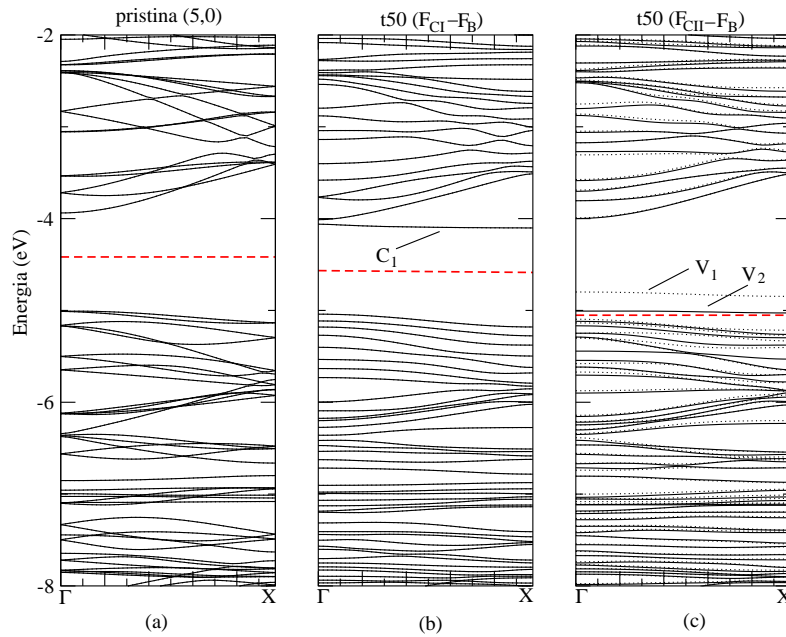 pristina (5,0)
t50 (F_CI–F_B)
t50 (F_CII–F_B)
Energia (eV)
-2
-4
-6
-8
C_1
V_1
V_2
Γ X
Γ X
Γ X
(a)
(b)
(c)